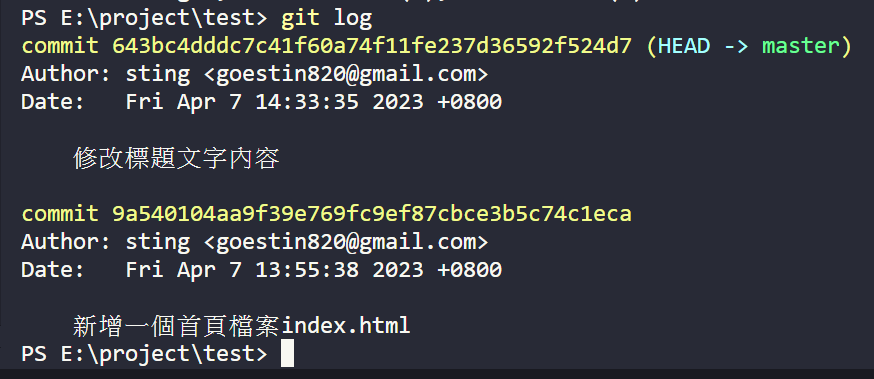 PS E:\project\test> git log
commit 643bc4dddc7c41f60a74f11fe237d36592f524d7 (HEAD -> master)
Author: sting <goestin820@gmail.com>
Date:   Fri Apr 7 14:33:35 2023 +0800
修改標題文字內容
commit 9a540104aa9f39e769fc9ef87cbce3b5c74c1eca
Author: sting <goestin820@gmail.com>
Date:   Fri Apr 7 13:55:38 2023 +0800
新增一個首頁檔案index.html
PS E:\project\test>